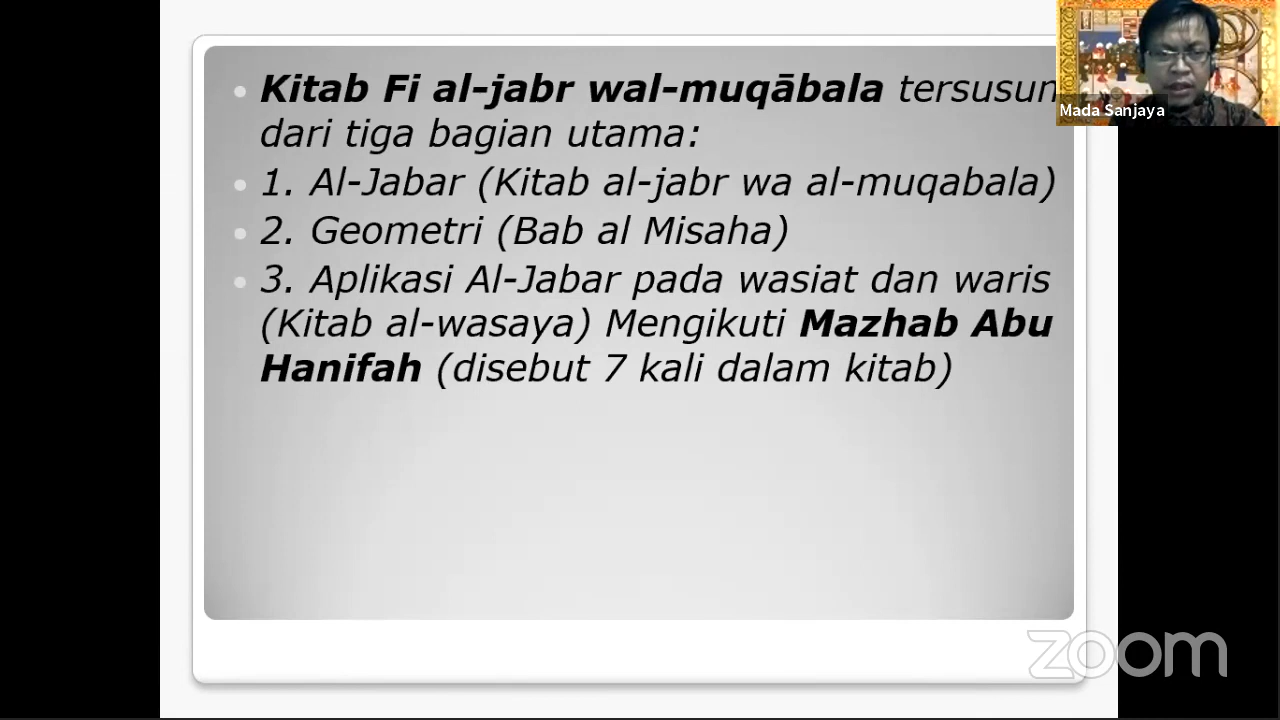 Kitab Fi al-jabr wal-muqābala tersusun
dari tiga bagian utama:
1. Al-Jabar (Kitab al-jabr wa al-muqabala)
2. Geometri (Bab al Misaha)
3. Aplikasi Al-Jabar pada wasiat dan waris
(Kitab al-wasaya) Mengikuti Mazhab Abu
Hanifah (disebut 7 kali dalam kitab)
Mada Sanjaya
zoom